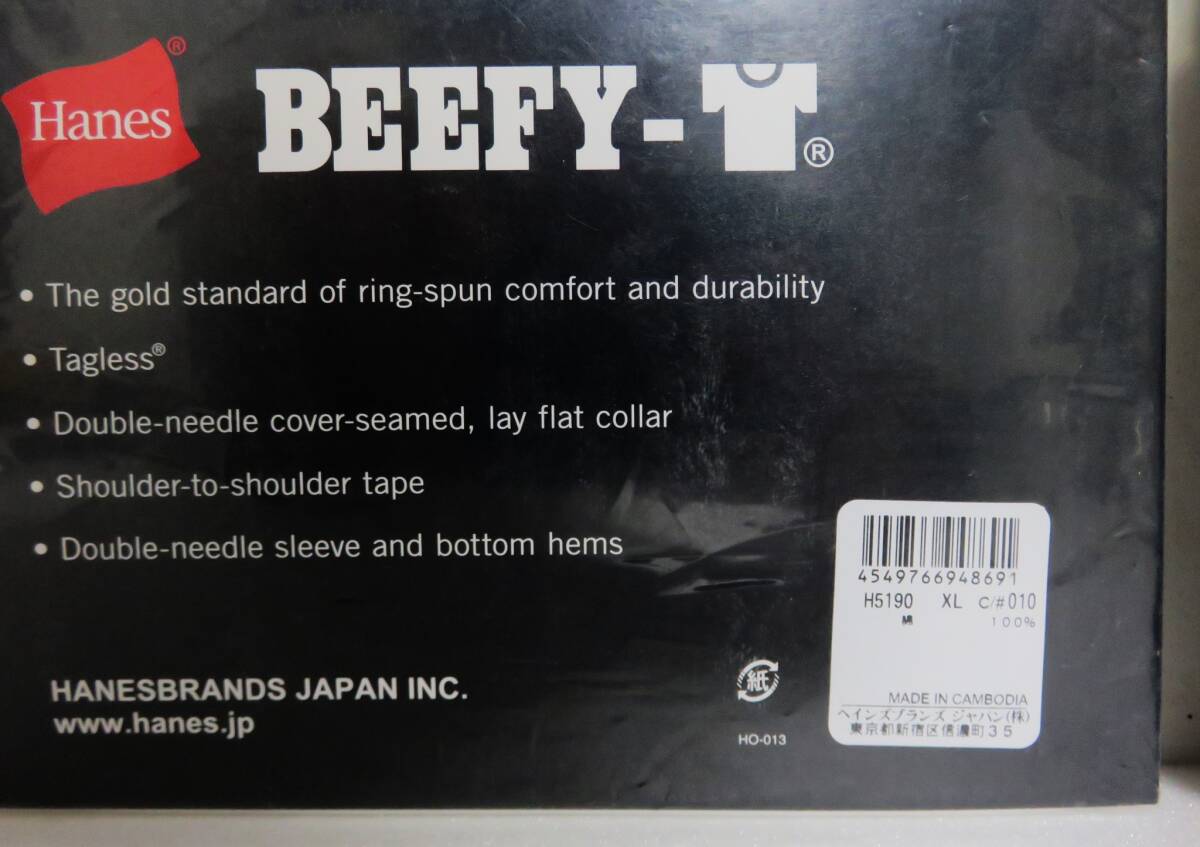 Hanes®
BEEFY-T®
• The gold standard of ring-spun comfort and durability
• Tagless®
• Double-needle cover-seamed, lay flat collar
• Shoulder-to-shoulder tape
• Double-needle sleeve and bottom hems
HANESBRANDS JAPAN INC.
www.hanes.jp
紙
HO-013
4549766948691
H5190 XL C/#010
100%
MADE IN CAMBODIA
ヘインズブランズ ジャパン(株)
東京都新宿区信濃町35